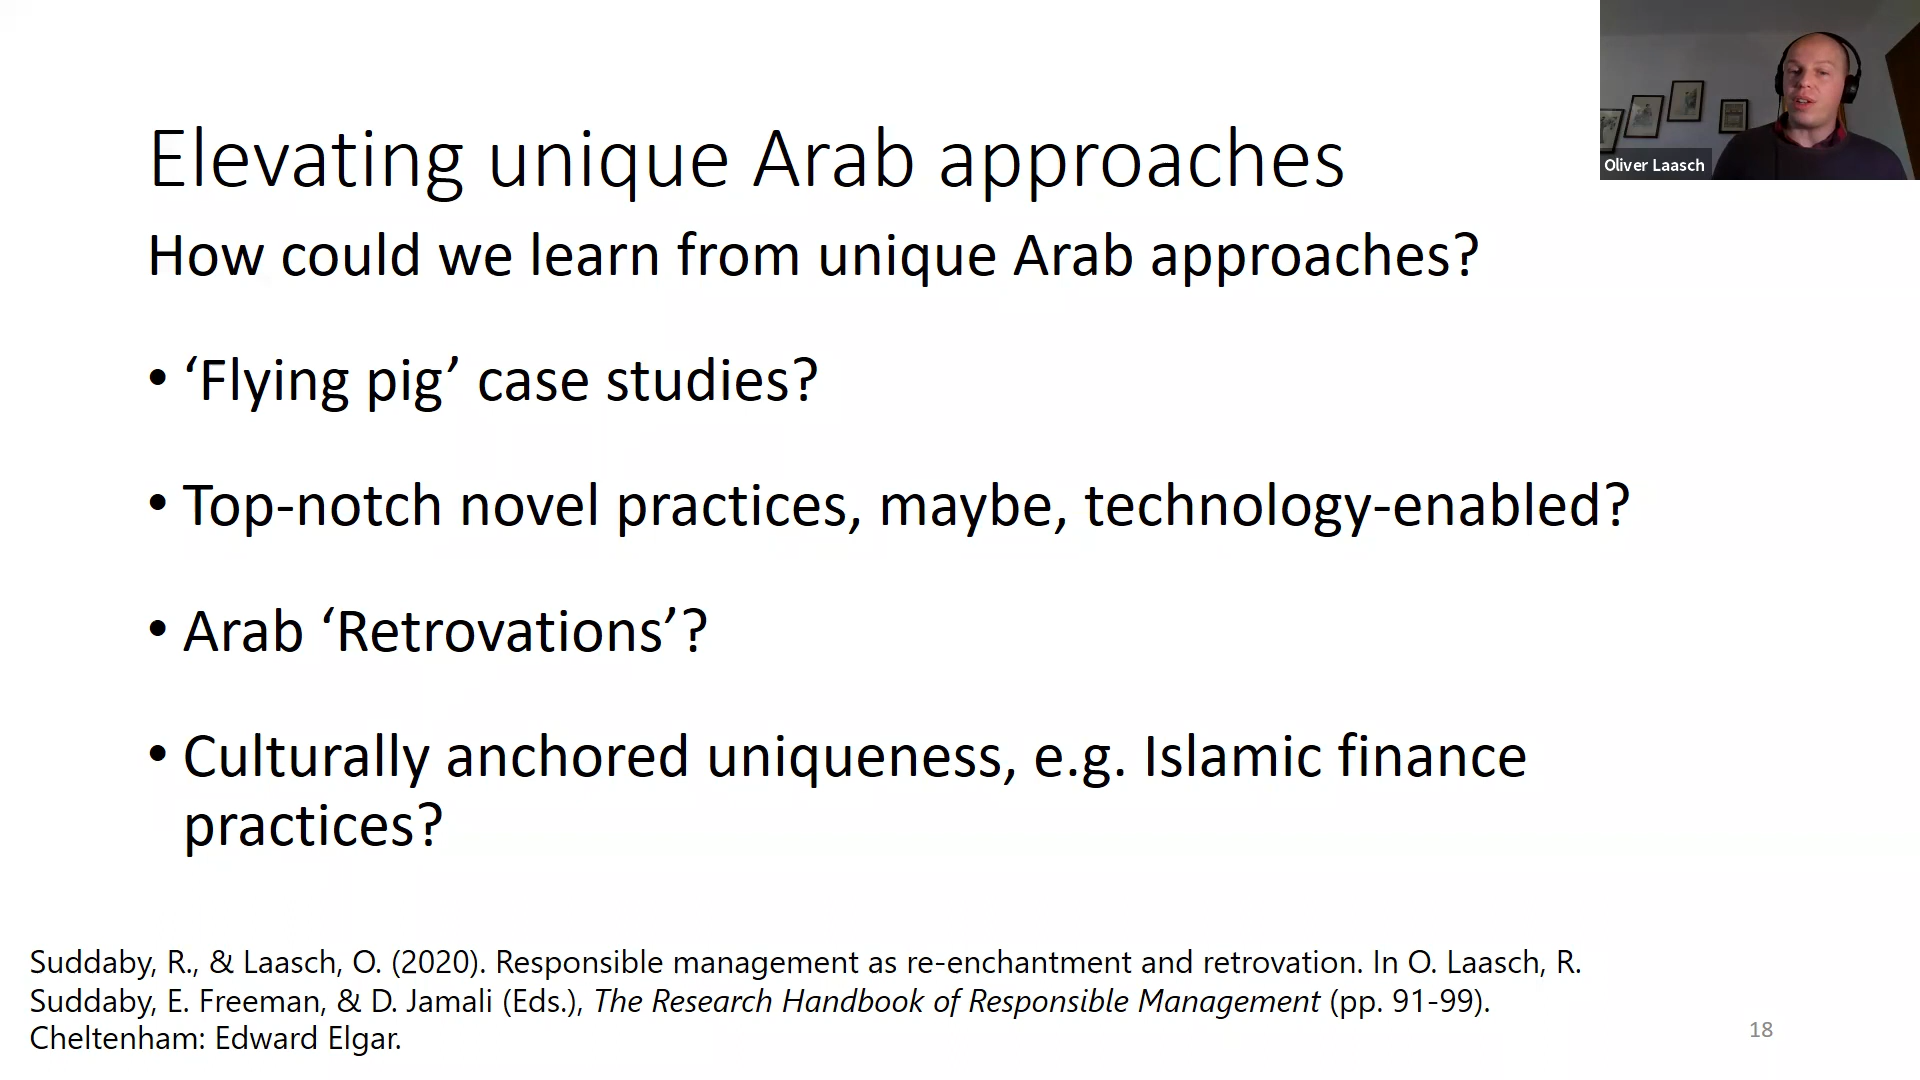 Elevating unique Arab approaches
How could we learn from unique Arab approaches?
• ‘Flying pig’ case studies?
• Top-notch novel practices, maybe, technology-enabled?
• Arab ‘Retrovations’?
• Culturally anchored uniqueness, e.g. Islamic finance
practices?
Suddaby, R., & Laasch, O. (2020). Responsible management as re-enchantment and retrovation. In O. Laasch, R.
Suddaby, E. Freeman, & D. Jamali (Eds.), The Research Handbook of Responsible Management (pp. 91-99).
Cheltenham: Edward Elgar.
18
Oliver Laasch